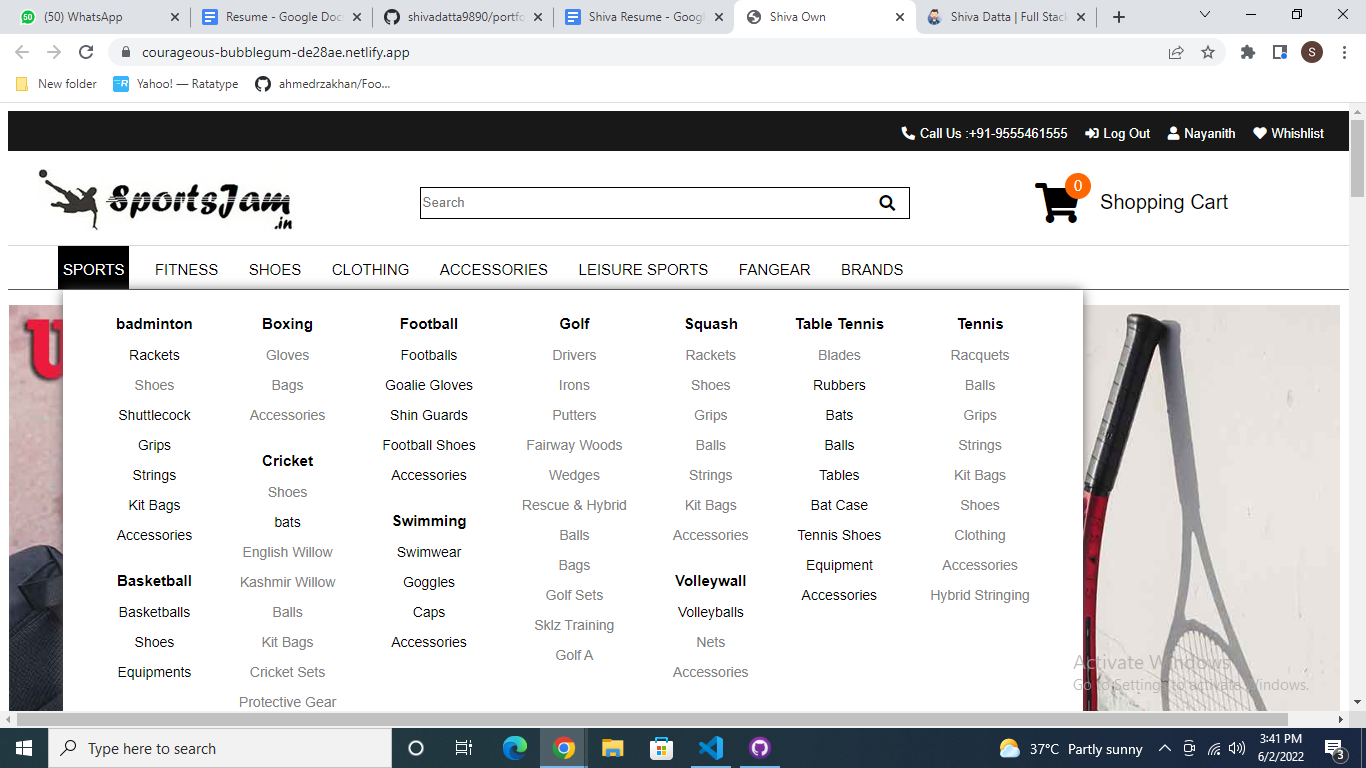 (50) WhatsApp
Resume - Google Doc
shivadatta9890/portfo
Shiva Resume - Googl
Shiva Own
Shiva Datta | Full Stack
courageous-bubblegum-de28ae.netlify.app
S
New folder
Yahoo! — Ratatype
ahmedrzakhan/Foo...
Call Us :+91-9555461555
Log Out
Nayanith
Whishlist
SportsJam
.in
Search
0
Shopping Cart
SPORTS
FITNESS
SHOES
CLOTHING
ACCESSORIES
LEISURE SPORTS
FANGEAR
BRANDS
badminton
Rackets
Shoes
Shuttlecock
Grips
Strings
Kit Bags
Accessories
Basketball
Basketballs
Shoes
Equipments
Boxing
Gloves
Bags
Accessories
Cricket
Shoes
bats
English Willow
Kashmir Willow
Balls
Kit Bags
Cricket Sets
Protective Gear
Football
Footballs
Goalie Gloves
Shin Guards
Football Shoes
Accessories
Swimming
Swimwear
Goggles
Caps
Accessories
Golf
Drivers
Irons
Putters
Fairway Woods
Wedges
Rescue & Hybrid
Balls
Bags
Golf Sets
Sklz Training
Golf A
Squash
Rackets
Shoes
Grips
Balls
Strings
Kit Bags
Accessories
Volleywall
Volleyballs
Nets
Accessories
Table Tennis
Blades
Rubbers
Bats
Balls
Tables
Bat Case
Tennis Shoes
Equipment
Accessories
Tennis
Racquets
Balls
Grips
Strings
Kit Bags
Shoes
Clothing
Accessories
Hybrid Stringing
Activate Windows
Go to Settings to activate Windows.
Type here to search
37°C Partly sunny
3:41 PM
6/2/2022
3